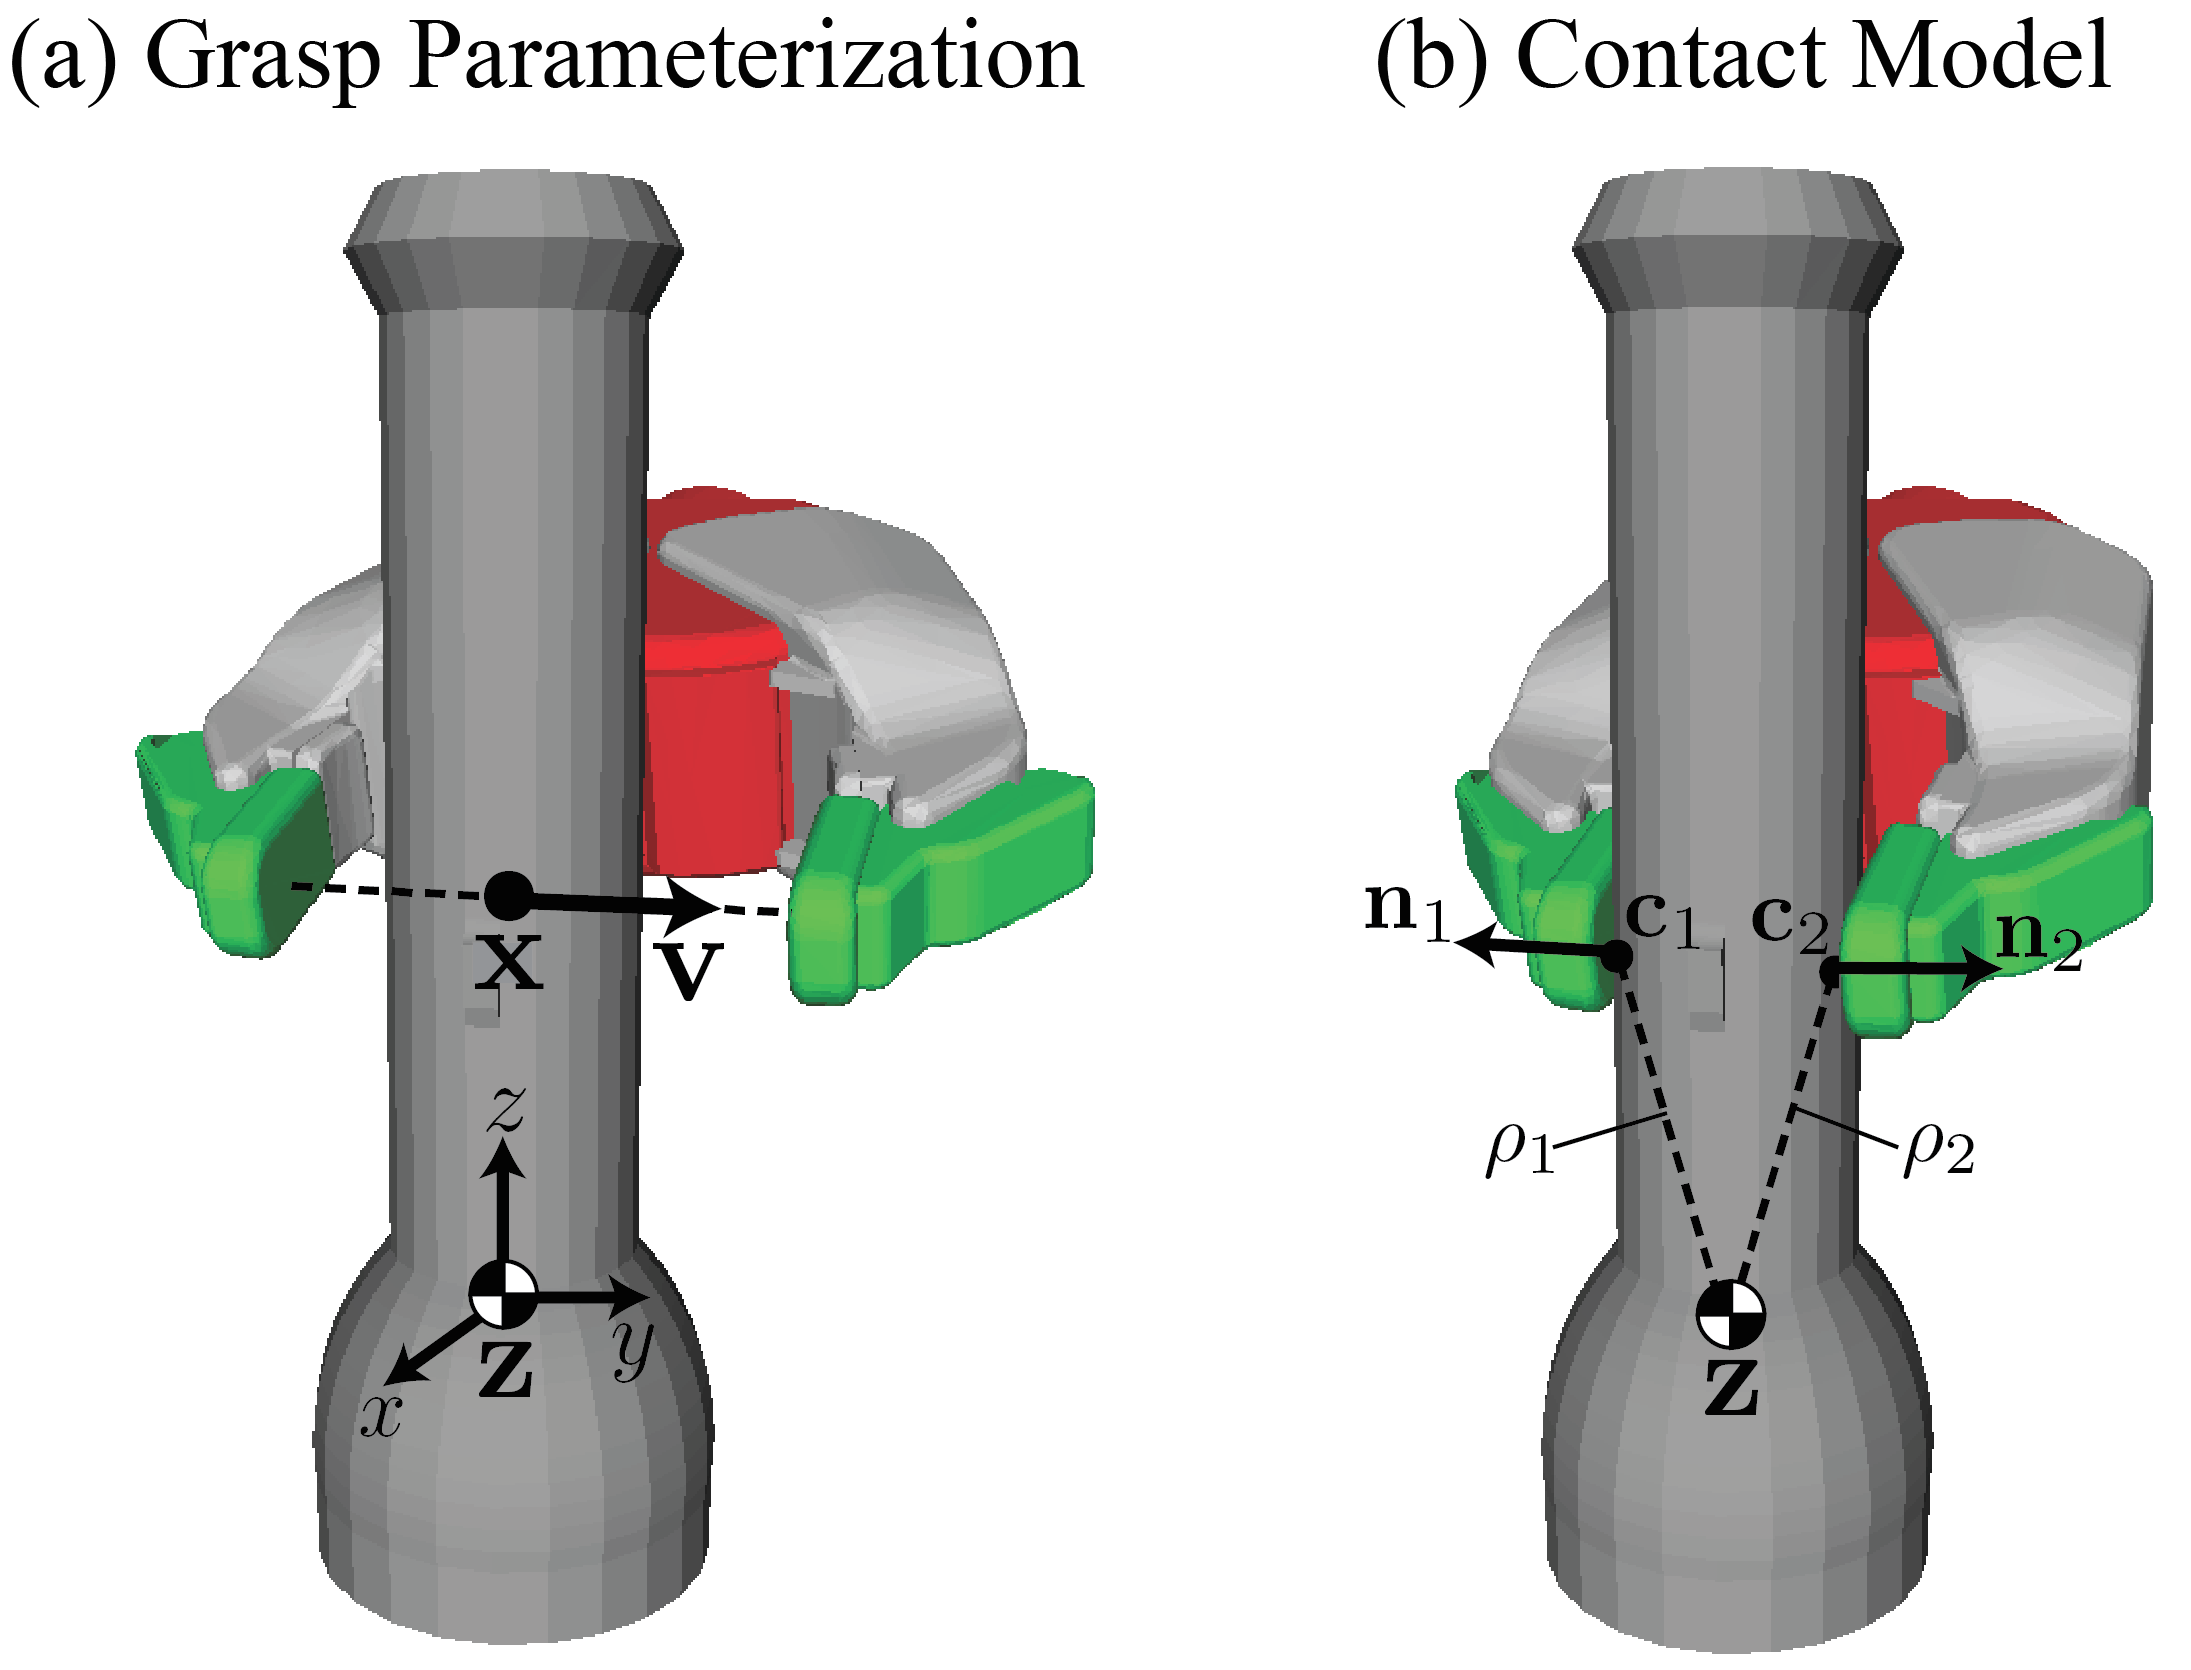 (a) Grasp Parameterization
x
v
z
z
y
x
(b) Contact Model
n1
c1
c2
n2
ρ1
ρ2
z